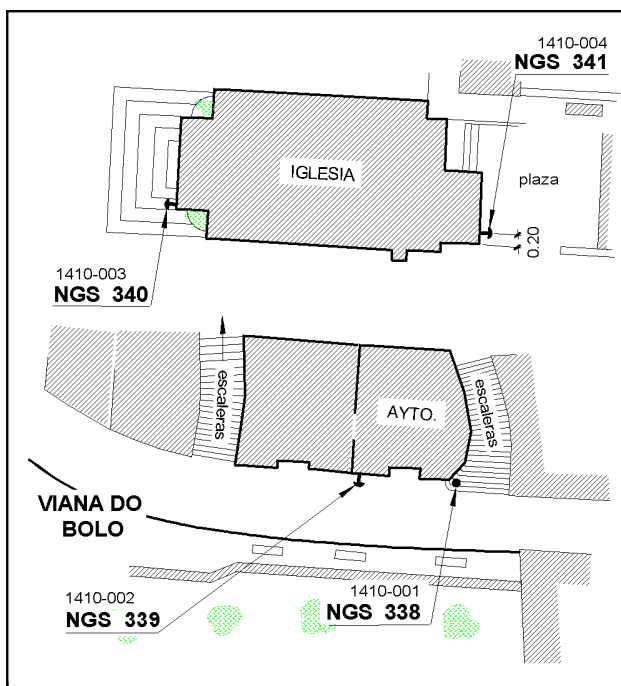 1410-004
NGS 341
IGLESIA
plaza
0.20
1410-003
NGS 340
escaleras
AYTO.
escaleras
VIANA DO
BOLO
1410-002
NGS 339
1410-001
NGS 338